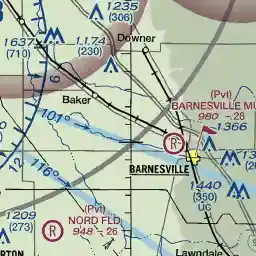 1235
(306)
Downer
1637
(710)
1174
(230)
6
Baker
(Pvt)
BARNESVILLE MU
980 - 28
1366
101°
R
BARNESVILLE
116°
1440
(350)
UC
1209
(273)
(Pvt)
NORD FLD
948 - 26
R
Lawndale